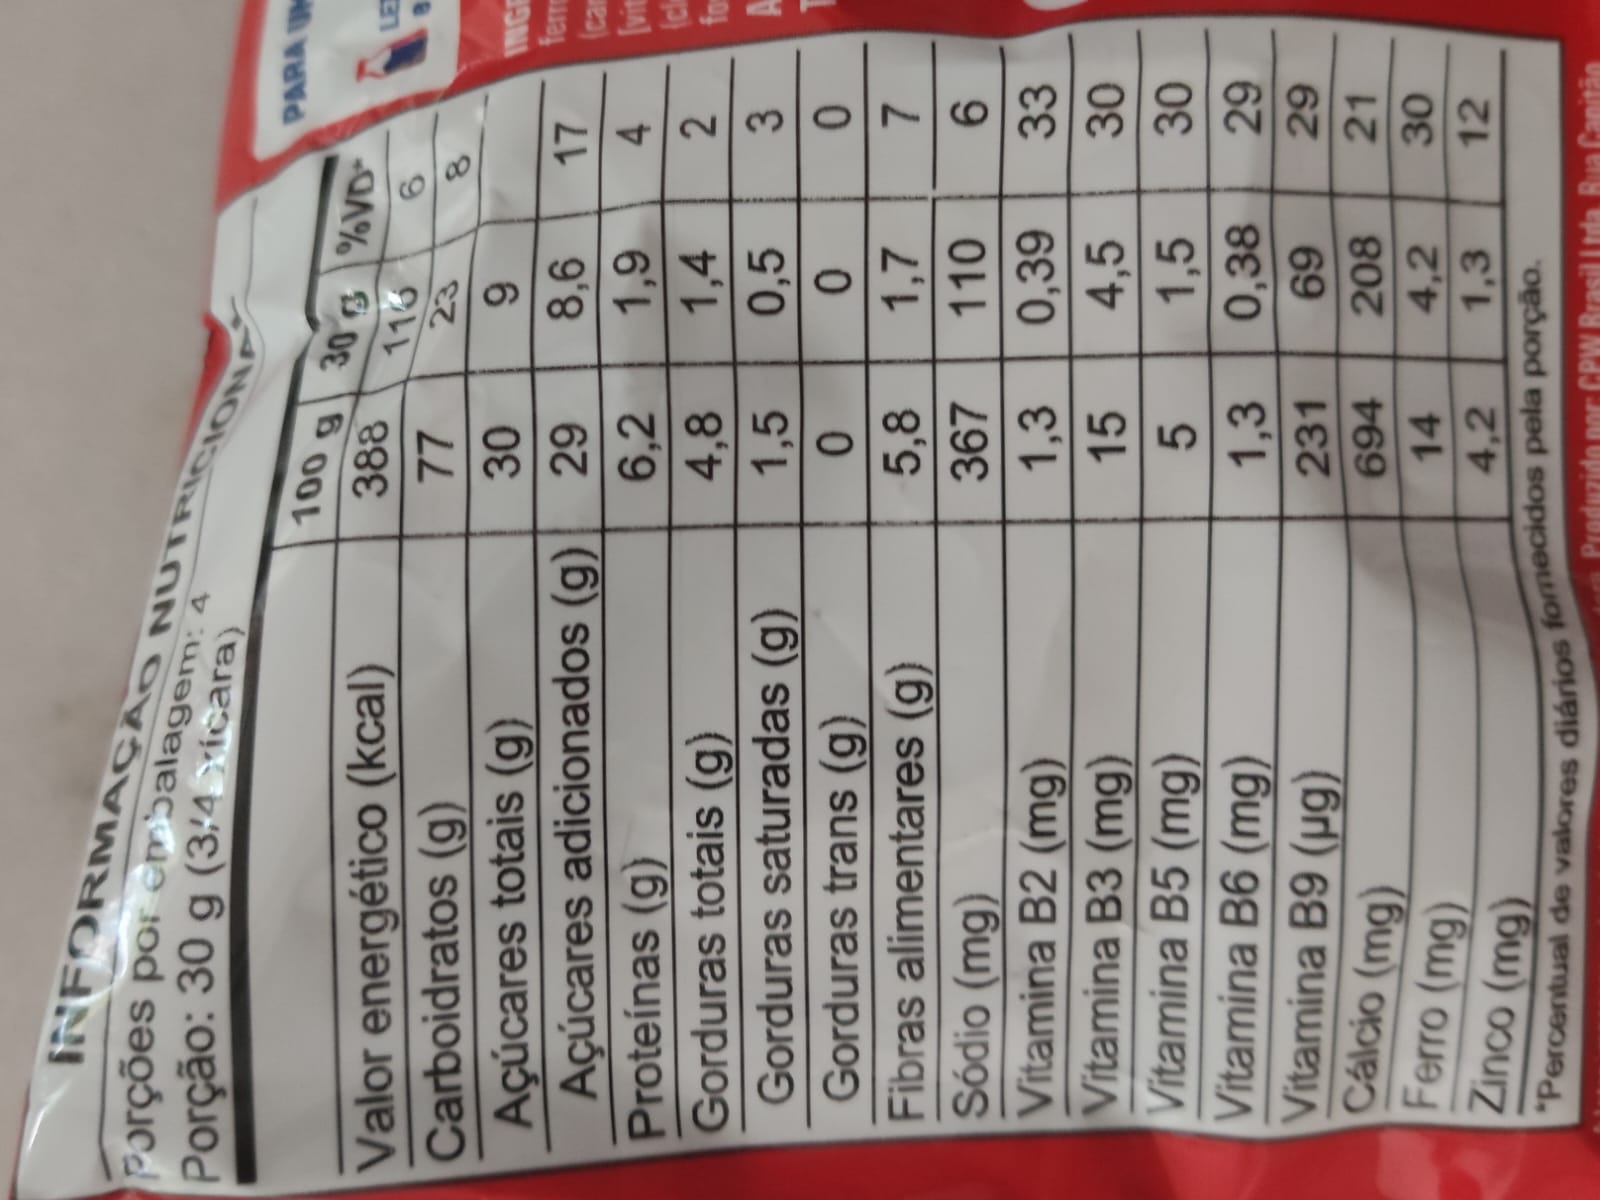 INFORMAÇÃO NUTRICIONAL
Porções por embalagem: 4
Porção: 30 g (3/4 xícara)
100 g 30 g %VD*
Valor energético (kcal) 388 116 6
Carboidratos (g) 77 23 8
Açúcares totais (g) 30 9
Açúcares adicionados (g) 29 8,6 17
Proteínas (g) 6,2 1,9 4
Gorduras totais (g) 4,8 1,4 2
Gorduras saturadas (g) 1,5 0,5 3
Gorduras trans (g) 0 0 0
Fibras alimentares (g) 5,8 1,7 7
Sódio (mg) 367 110 6
Vitamina B2 (mg) 1,3 0,39 33
Vitamina B3 (mg) 15 4,5 30
Vitamina B5 (mg) 5 1,5 30
Vitamina B6 (mg) 1,3 0,38 29
Vitamina B9 (µg) 231 69 29
Cálcio (mg) 694 208 21
Ferro (mg) 14 4,2 30
Zinco (mg) 4,2 1,3 12
*Percentual de valores diários fornecidos pela porção.
PARA UM
Produzido por CPW Brasil Ltda. Rua Capitão